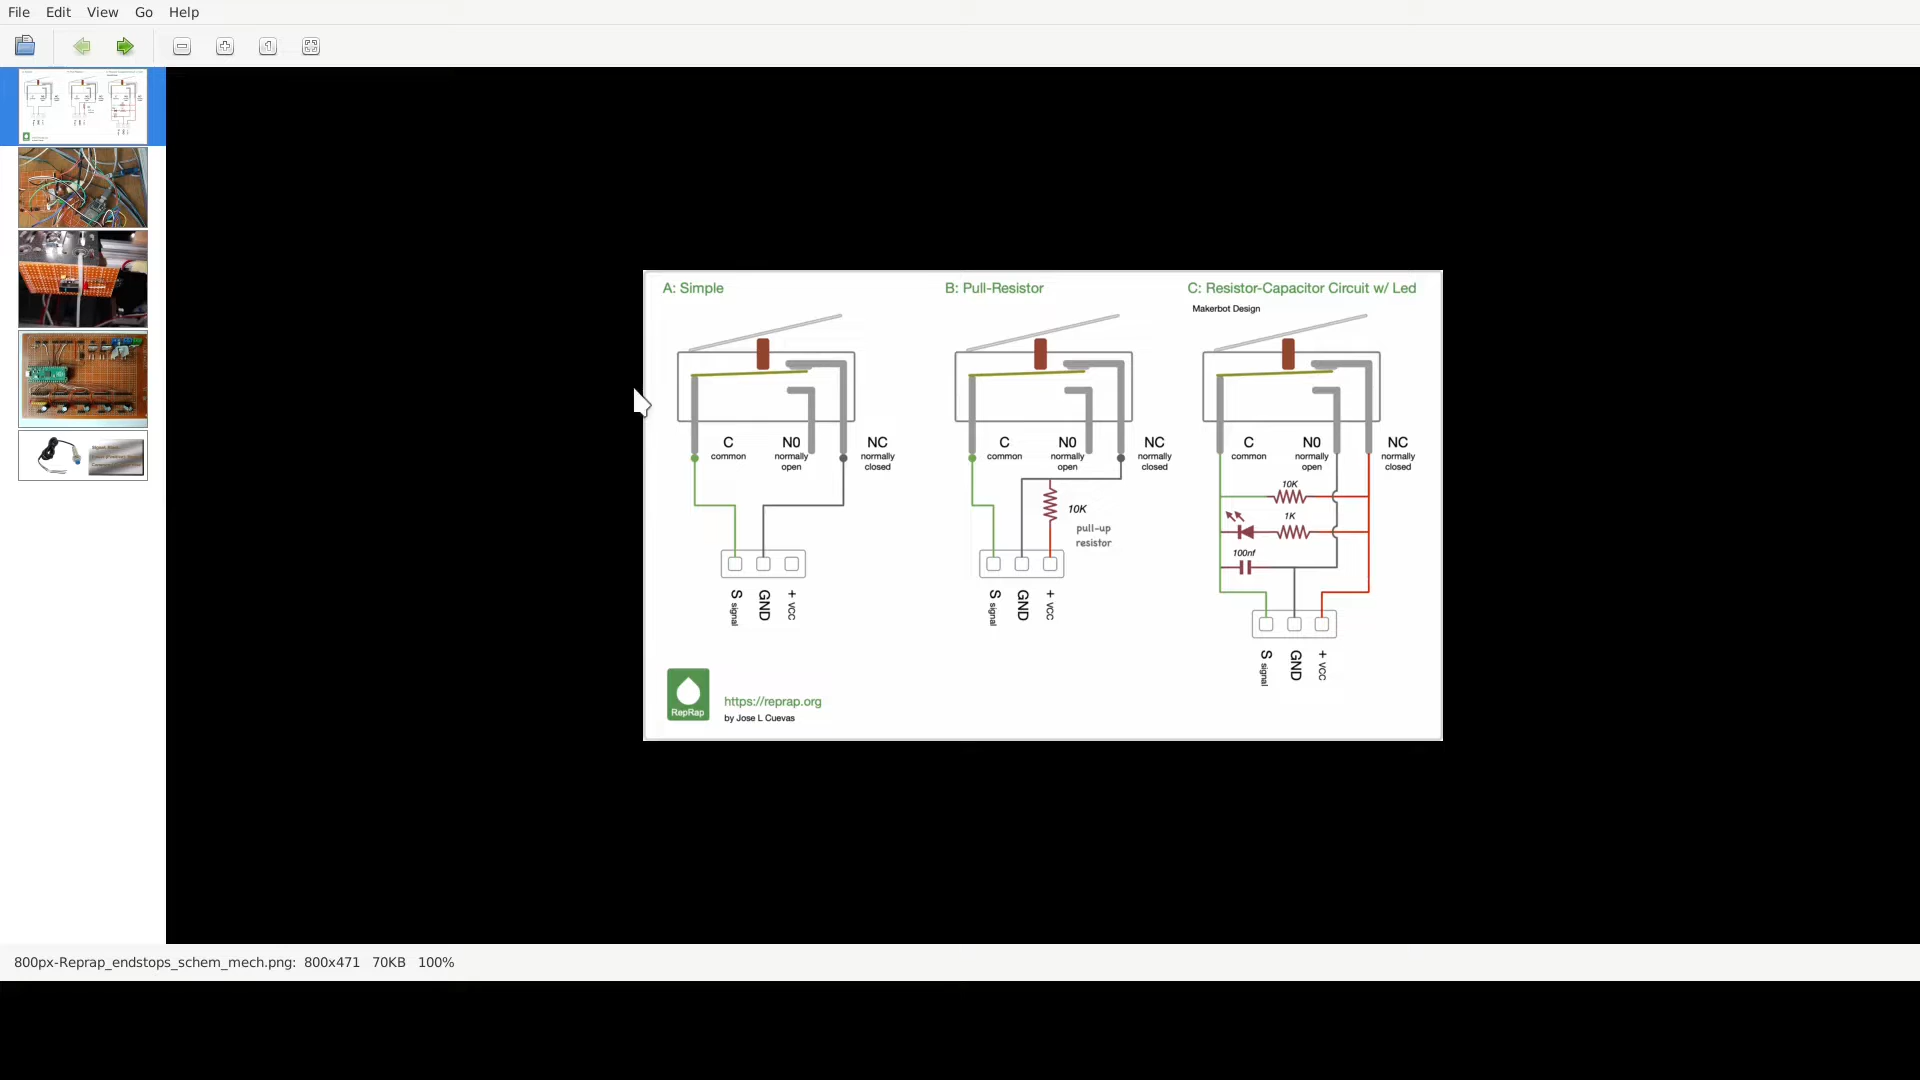 File Edit View Go Help
A: Simple
B: Pull-Resistor
C: Resistor-Capacitor Circuit w/ Led
Makerbot Design
C
common
N0
normally
open
NC
normally
closed
C
common
N0
normally
open
NC
normally
closed
C
common
N0
normally
open
NC
normally
closed
10K
pull-up
resistor
10K
1K
100nf
S signal
GND
+ VCC
S signal
GND
+ VCC
S signal
GND
+ VCC
RepRap
https://reprap.org
by Jose L Cuevas
800px-Reprap_endstops_schem_mech.png: 800x471 70KB 100%